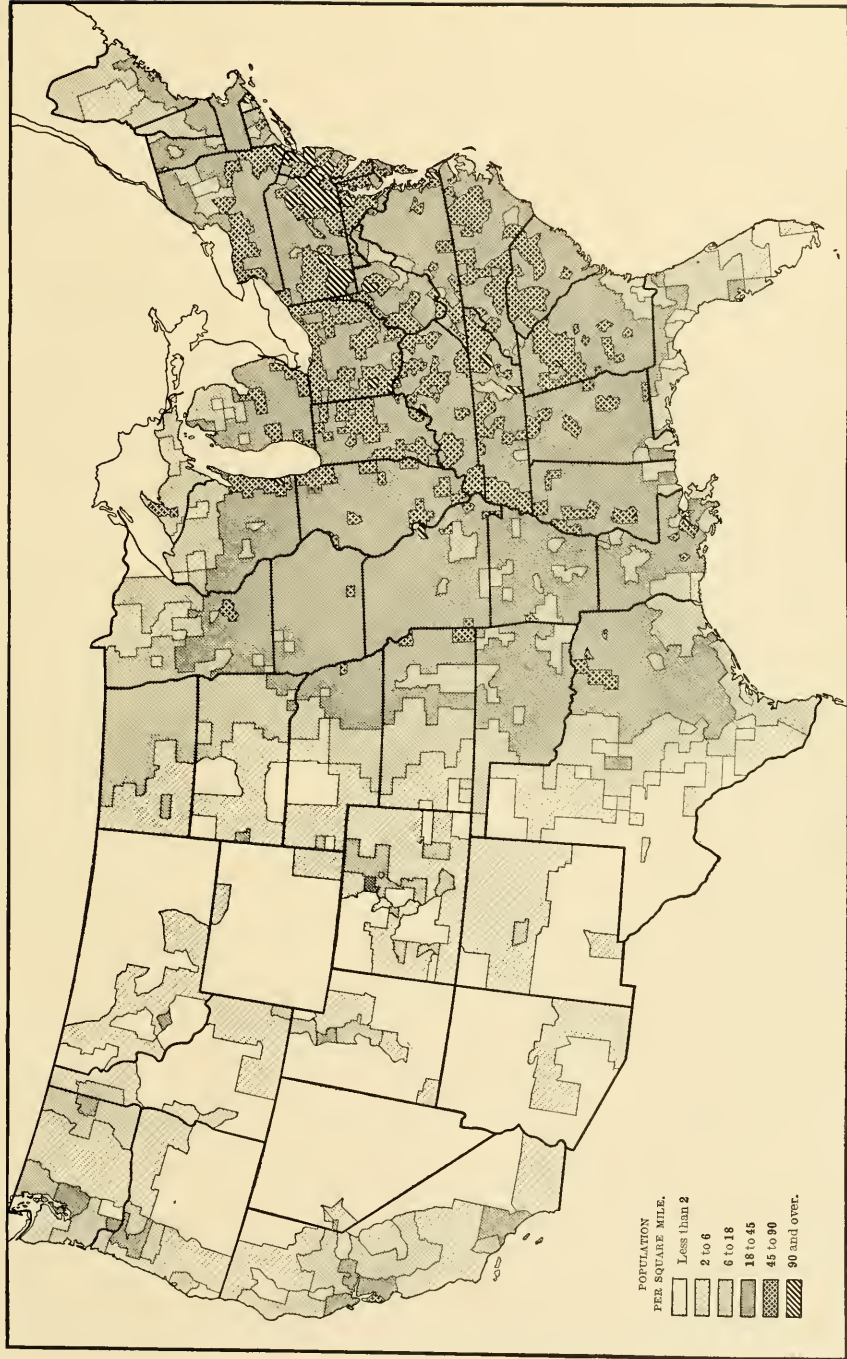 POPULATION
PER SQUARE MILE.
Less than 2
2 to 6
6 to 18
18 to 45
45 to 90
90 and over.